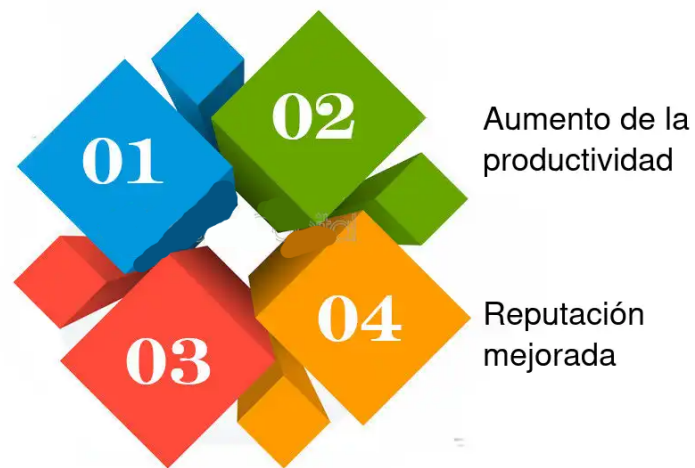 01
02
Aumento de la
productividad
03
04
Reputación
mejorada